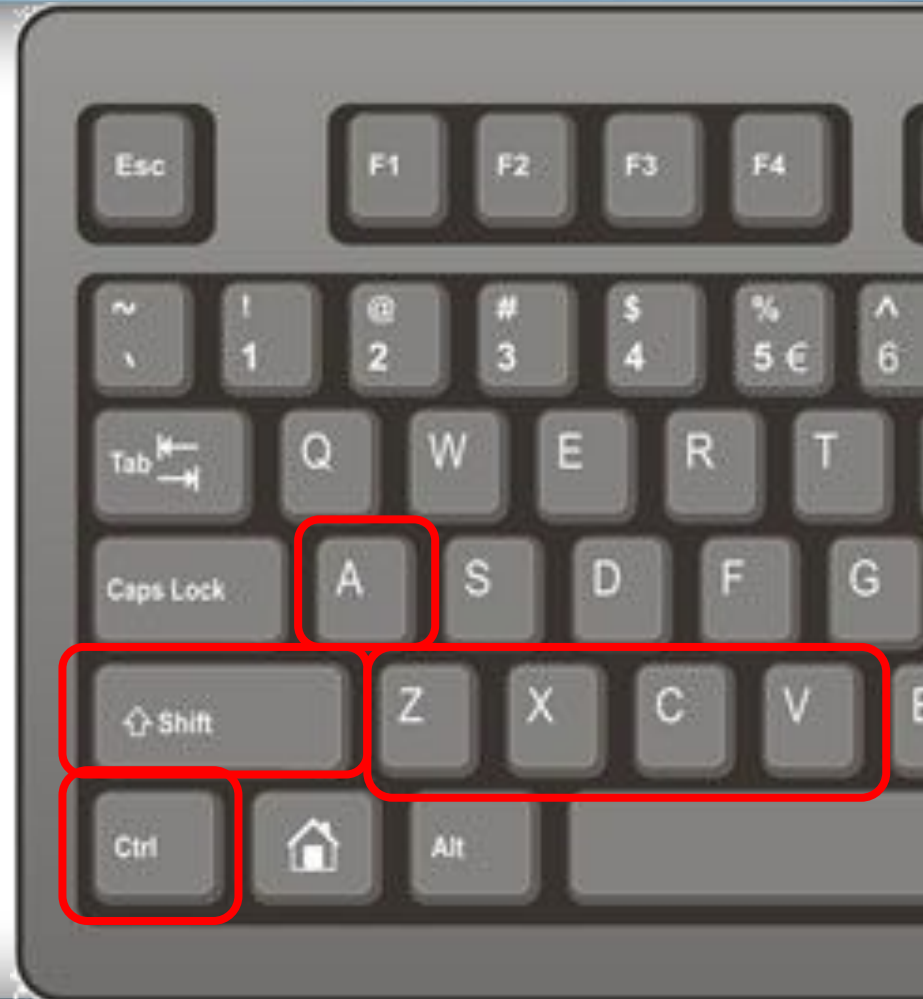 Esc F1 F2 F3 F4
~ ! @ # $ % ^
` 1 2 3 4 5 € 6
Tab Q W E R T
Caps Lock A S D F G
Shift Z X C V
Ctrl Alt